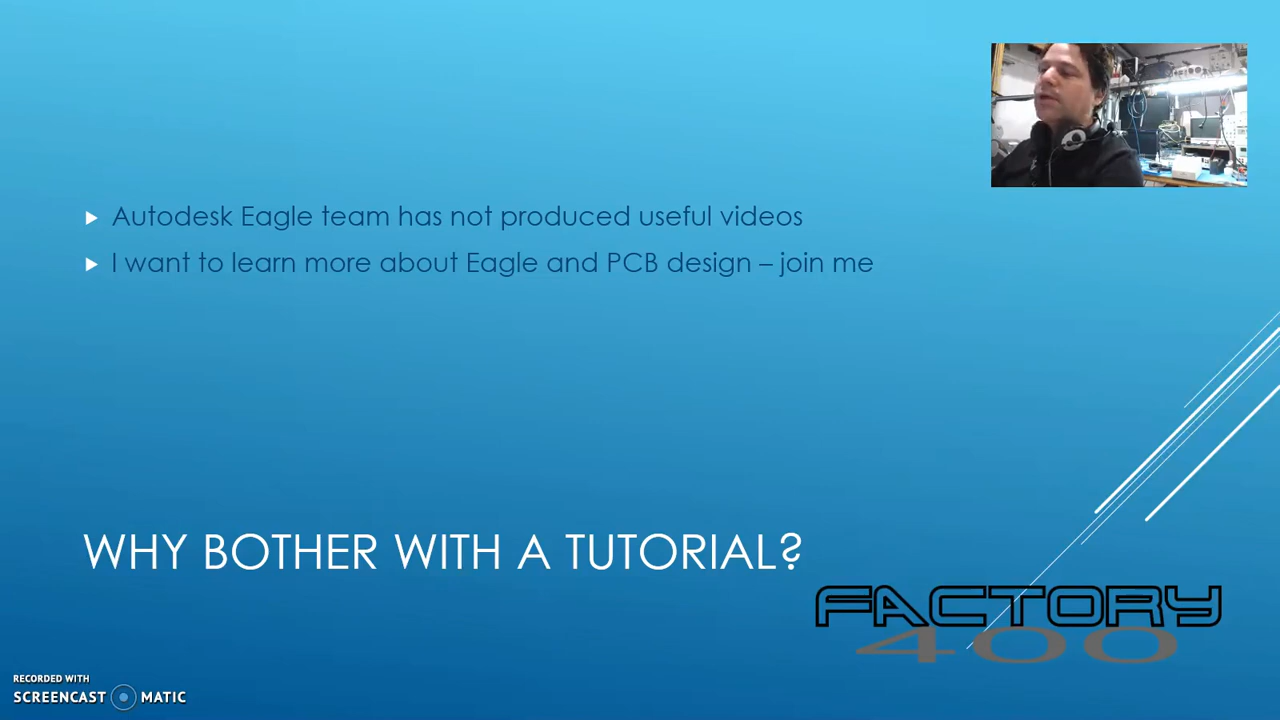 Autodesk Eagle team has not produced useful videos
I want to learn more about Eagle and PCB design – join me
WHY BOTHER WITH A TUTORIAL?
FACTORY
400
RECORDED WITH
SCREENCAST MATIC